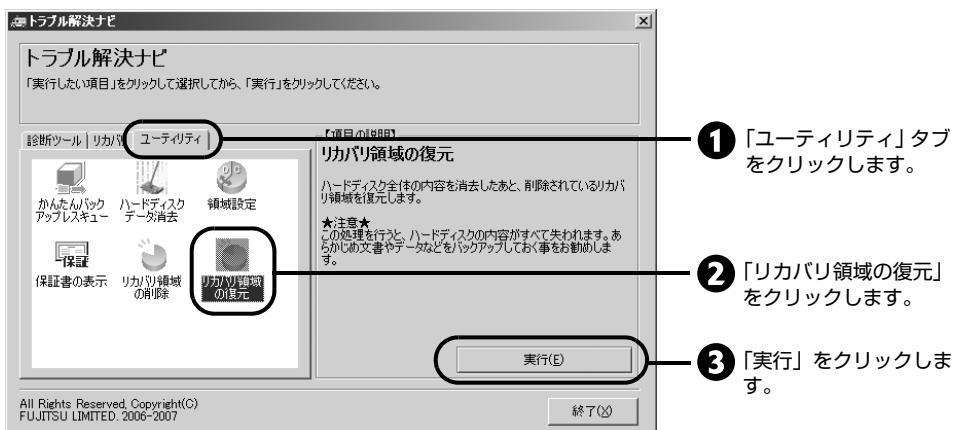 トラブル解決ナビ
トラブル解決ナビ
「実行したい項目」をクリックして選択してから、「実行」をクリックしてください。
診断ツール
リカバリ
ユーティリティ
かんたんバック
アップレスキュー
ハードディスク
データ消去
領域設定
保証
保証書の表示
リカバリ領域
の削除
リカバリ領域
の復元
【項目の説明】
リカバリ領域の復元
ハードディスク全体の内容を消去したあと、削除されているリカバ
リ領域を復元します。
★注意★
この処理を行うと、ハードディスクの内容がすべて失われます。あ
らかじめ文書やデータなどをバックアップしておく事をお勧めしま
す。
実行(E)
All Rights Reserved, Copyright(C)
FUJITSU LIMITED. 2006-2007
終了(X)
1 「ユーティリティ」タブ
をクリックします。
2 「リカバリ領域の復元」
をクリックします。
3 「実行」をクリックしま
す。